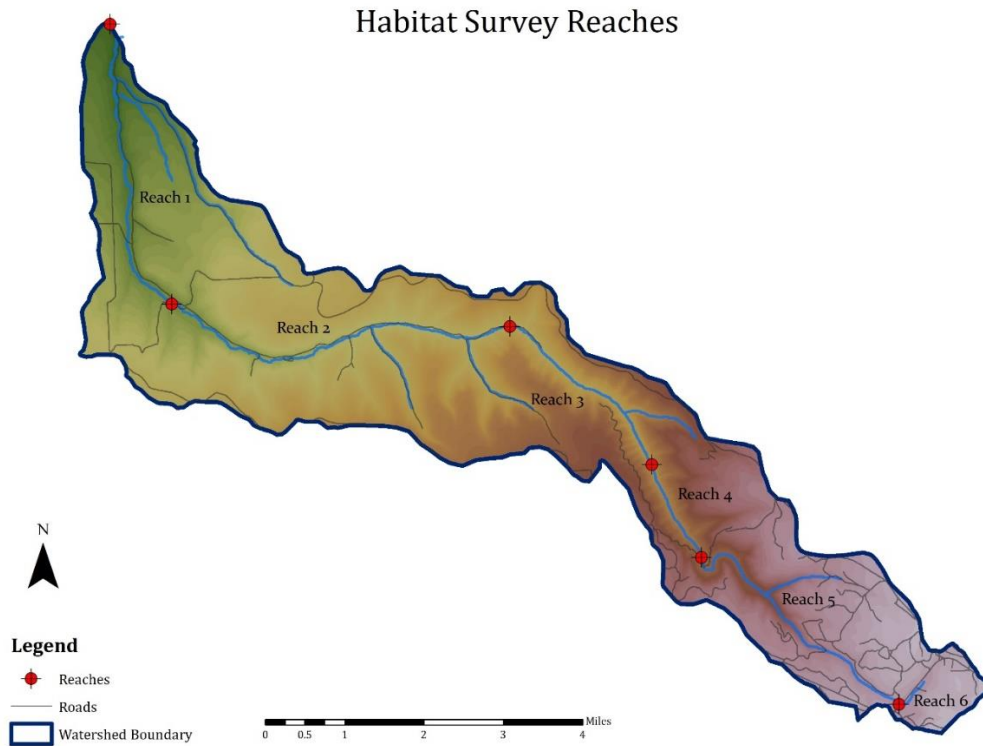 Habitat Survey Reaches
Reach 1
Reach 2
Reach 3
Reach 4
Reach 5
Reach 6
N
Legend
Reaches
Roads
Watershed Boundary
Miles
0 0.5 1 2 3 4